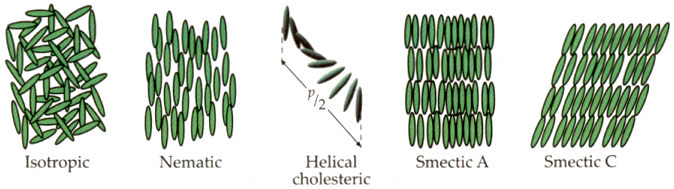 p/2
Isotropic
Nematic
Helical
cholesteric
Smectic A
Smectic C